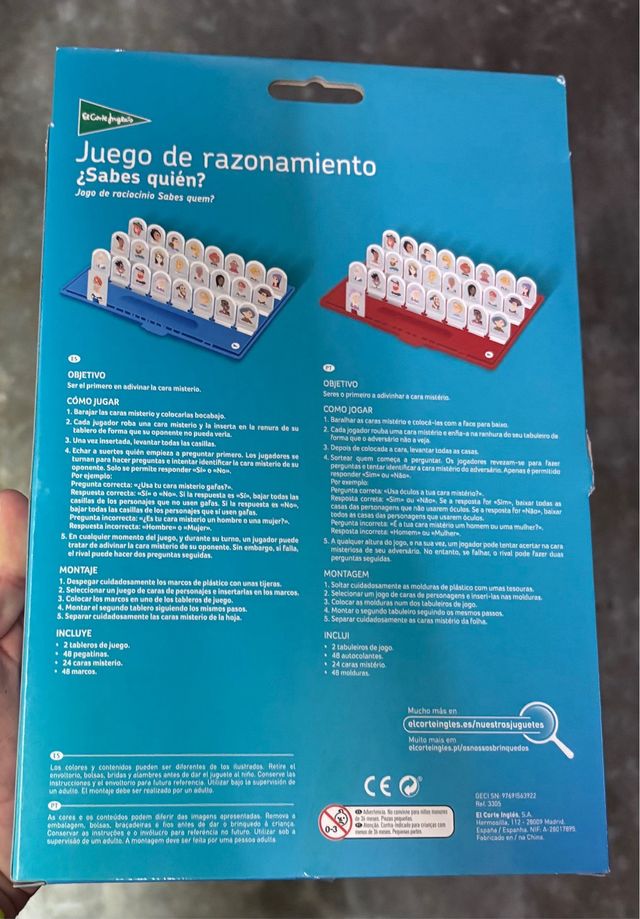 El Corte Inglés
Juego de razonamiento
¿Sabes quién?
Jogo de raciocínio Sabes quem?
ES
OBJETIVO
Ser el primero en adivinar la cara misterio.
CÓMO JUGAR
1. Barajar las caras misterio y colocarlas bocabajo.
2. Cada jugador roba una cara misterio y la inserta en la ranura de su
tablero de forma que su oponente no pueda verla.
3. Una vez insertada, levantar todas las casillas.
4. Echar a suertes quién empieza a preguntar primero. Los jugadores se
turnan para hacer preguntas e intentar identificar la cara misterio de su
oponente. Solo se permite responder «Sí» o «No».
Por ejemplo:
Pregunta correcta: «¿Usa tu cara misterio gafas?».
Respuesta correcta: «Sí» o «No». Si la respuesta es «Sí», bajar todas las
casillas de los personajes que no usen gafas. Si la respuesta es «No»,
bajar todas las casillas de los personajes que sí usen gafas.
Pregunta incorrecta: «¿Es tu cara misterio un hombre o una mujer?».
Respuesta incorrecta: «Hombre» o «Mujer».
5. En cualquier momento del juego, y durante su turno, un jugador puede
tratar de adivinar la cara misterio de su oponente. Sin embargo, si falla,
el rival puede hacer dos preguntas seguidas.
MONTAJE
1. Despegar cuidadosamente los marcos de plástico con unas tijeras.
2. Seleccionar un juego de caras de personajes e insertarlas en los marcos.
3. Colocar los marcos en uno de los tableros de juego.
4. Montar el segundo tablero siguiendo los mismos pasos.
5. Separar cuidadosamente las caras misterio de la hoja.
INCLUYE
• 2 tableros de juego.
• 48 pegatinas.
• 24 caras misterio.
• 48 marcos.
PT
OBJETIVO
Seres o primeiro a adivinhar a cara mistério.
COMO JOGAR
1. Baralhar as caras mistério e colocá-las com a face para baixo.
2. Cada jogador rouba uma cara mistério e enfia-a na ranhura do seu tabuleiro de
forma que o adversário não a veja.
3. Depois de colocada a cara, levantar todas as casas.
4. Sortear quem começa a perguntar. Os jogadores revezam-se para fazer
perguntas e tentar identificar a cara mistério do adversário. Apenas é permitido
responder «Sim» ou «Não».
Por exemplo:
Pergunta correta: «Usa óculos a tua cara mistério?».
Resposta correta: «Sim» ou «Não». Se a resposta for «Sim», baixar todas as
casas das personagens que não usarem óculos. Se a resposta for «Não», baixar
todos as casas das personagens que usarem óculos.
Pergunta incorreta: «É a tua cara mistério um homem ou uma mulher?».
Resposta incorreta: «Homem» ou «Mulher».
5. A qualquer altura do jogo, e na sua vez, um jogador pode tentar acertar na cara
misteriosa de seu adversário. No entanto, se falhar, o rival pode fazer duas
perguntas seguidas.
MONTAGEM
1. Soltar cuidadosamente as molduras de plástico com umas tesouras.
2. Selecionar um jogo de caras de personagens e inseri-las nas molduras.
3. Colocar as molduras num dos tabuleiros de jogo.
4. Montar o segundo tabuleiro seguindo os mesmos passos.
5. Separar cuidadosamente as caras mistério da folha.
INCLUI
• 2 tabuleiros de jogo.
• 48 autocolantes.
• 24 caras mistério.
• 48 molduras.
Mucho más en
elcorteingles.es/nuestrosjuguetes
Muito mais em
elcorteingles.pt/osnossosbrinquedos
ES
Los colores y contenidos pueden ser diferentes de los ilustrados. Retire el
envoltorio, bolsas, bridas y alambres antes de dar el juguete al niño. Conserve las
instrucciones y el envoltorio para futura referencia. Utilizar bajo la supervisión de
un adulto. El montaje debe ser realizado por un adulto.
PT
As cores e os conteúdos podem diferir das imagens apresentadas. Remova a
embalagem, bolsas, braçadeiras e fios antes de dar o brinquedo à criança.
Conservar as instruções e o invólucro para referência no futuro. Utilizar sob a
supervisão de um adulto. A montagem deve ser feita por uma pessoa adulta.
CE
0-3
ES Advertencia. No conviene para niños menores
de 36 meses. Piezas pequeñas.
PT Atenção. Contra-indicado para crianças com
menos de 36 meses. Pequenas partes.
GECI SN: 97691563922
Ref. 3305
El Corte Inglés, S.A.
Hermosilla, 112 - 28009 Madrid.
España / Espanha. NIF. A-28017895.
Fabricado en / na China.